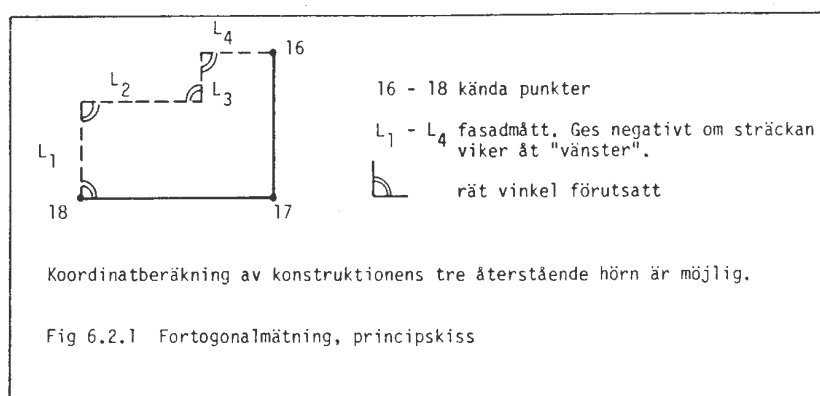 L4
16
L2
L3
L1
18
17
16 - 18 kända punkter
L1 - L4 fasadmått. Ges negativt om sträckan
viker åt "vänster".
rät vinkel förutsatt
Koordinatberäkning av konstruktionens tre återstående hörn är möjlig.
Fig 6.2.1 Fortogonalmätning, principskiss